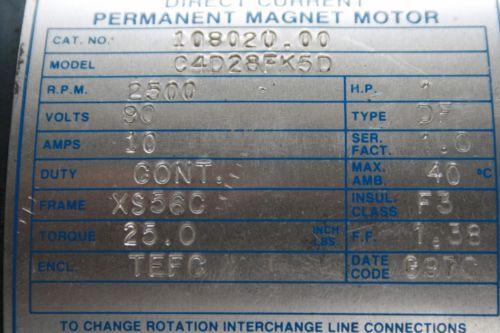 DIRECT CURRENT
PERMANENT MAGNET MOTOR
CAT. NO. 108020.00
MODEL C4D28FK5D
R.P.M. 2500 H.P. 1
VOLTS 90 TYPE DF
AMPS 10 SER. FACT. 1.0
DUTY CONT. MAX. AMB. 40 °C
FRAME XS56C INSUL. CLASS F3
TORQUE 25.0 INCH LBS F.F. 1.38
ENCL. TEFC DATE CODE G97C
TO CHANGE ROTATION INTERCHANGE LINE CONNECTIONS